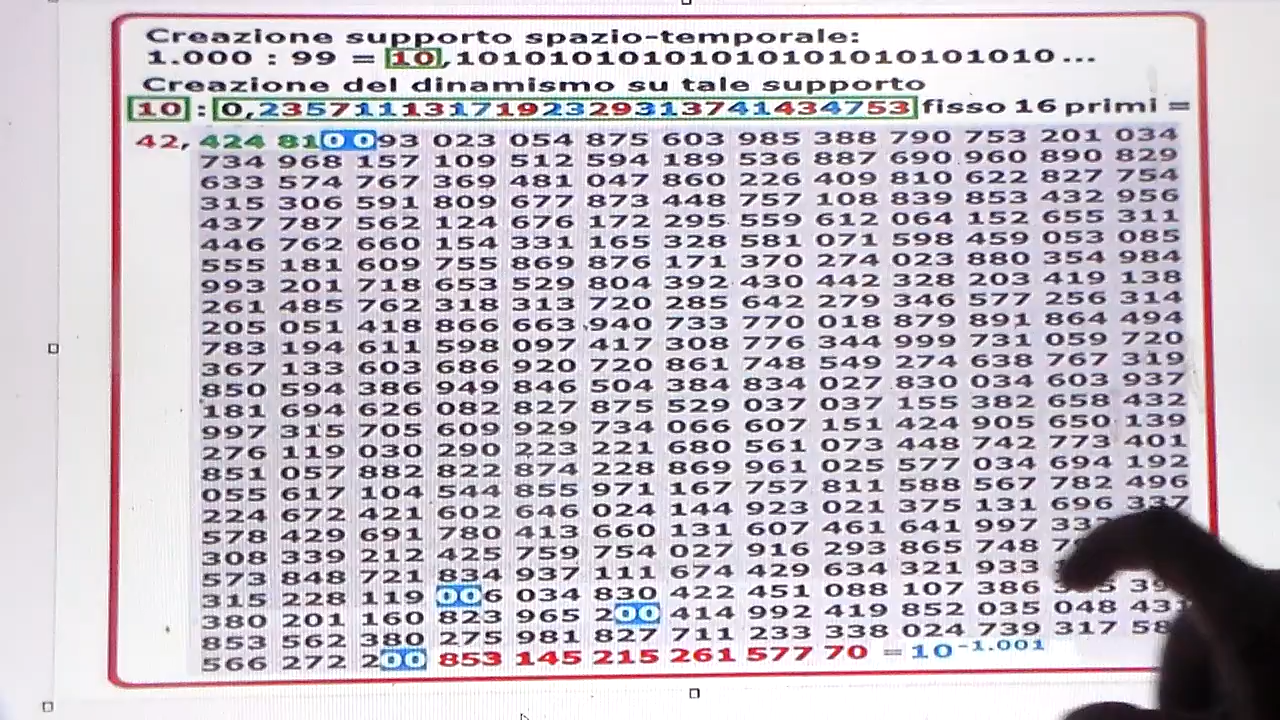 Creazione supporto spazio-temporale:
1.000 : 99 = 10,1010101010101010101010101010...
Creazione del dinamismo su tale supporto
10 : 0,2357111317192329313741434753 fisso 16 primi =
42, 424 8100 93 023 054 875 603 985 388 790 753 201 034
734 968 157 109 512 594 189 536 887 690 960 890 829
633 574 767 369 481 047 860 226 409 810 622 827 754
315 306 591 809 677 873 448 757 108 839 853 432 956
437 787 562 124 676 172 295 559 612 064 152 655 311
446 762 660 154 331 165 328 581 071 598 459 053 085
555 181 609 755 869 876 171 370 274 023 880 354 984
993 201 718 653 529 804 392 430 442 328 203 419 138
261 485 762 318 313 720 285 642 279 346 577 256 314
205 051 418 866 663 940 733 770 018 879 891 864 494
783 194 611 598 097 417 308 776 344 999 731 059 720
367 133 603 686 920 720 861 748 549 274 638 767 319
850 594 386 949 846 504 384 834 027 830 034 603 937
181 694 626 082 827 875 529 037 037 155 382 658 432
997 315 705 609 929 734 066 607 151 424 905 650 139
276 119 030 290 223 221 680 561 073 448 742 773 401
851 057 882 822 874 228 869 961 025 577 034 694 192
055 617 104 544 855 971 167 757 811 588 567 782 496
224 672 421 602 646 024 144 923 021 375 131 696 337
578 429 691 780 413 660 131 607 461 641 997
308 339 212 425 759 754 027 916 293 865 748
573 848 721 834 937 111 674 429 634 321 933
315 228 119 006 034 830 422 451 088 107 386
380 201 160 823 965 200 414 992 419 852 035 048 431
853 562 380 275 981 827 711 233 338 024 739 317
566 272 200 853 145 215 261 577 70 = 10-1.001